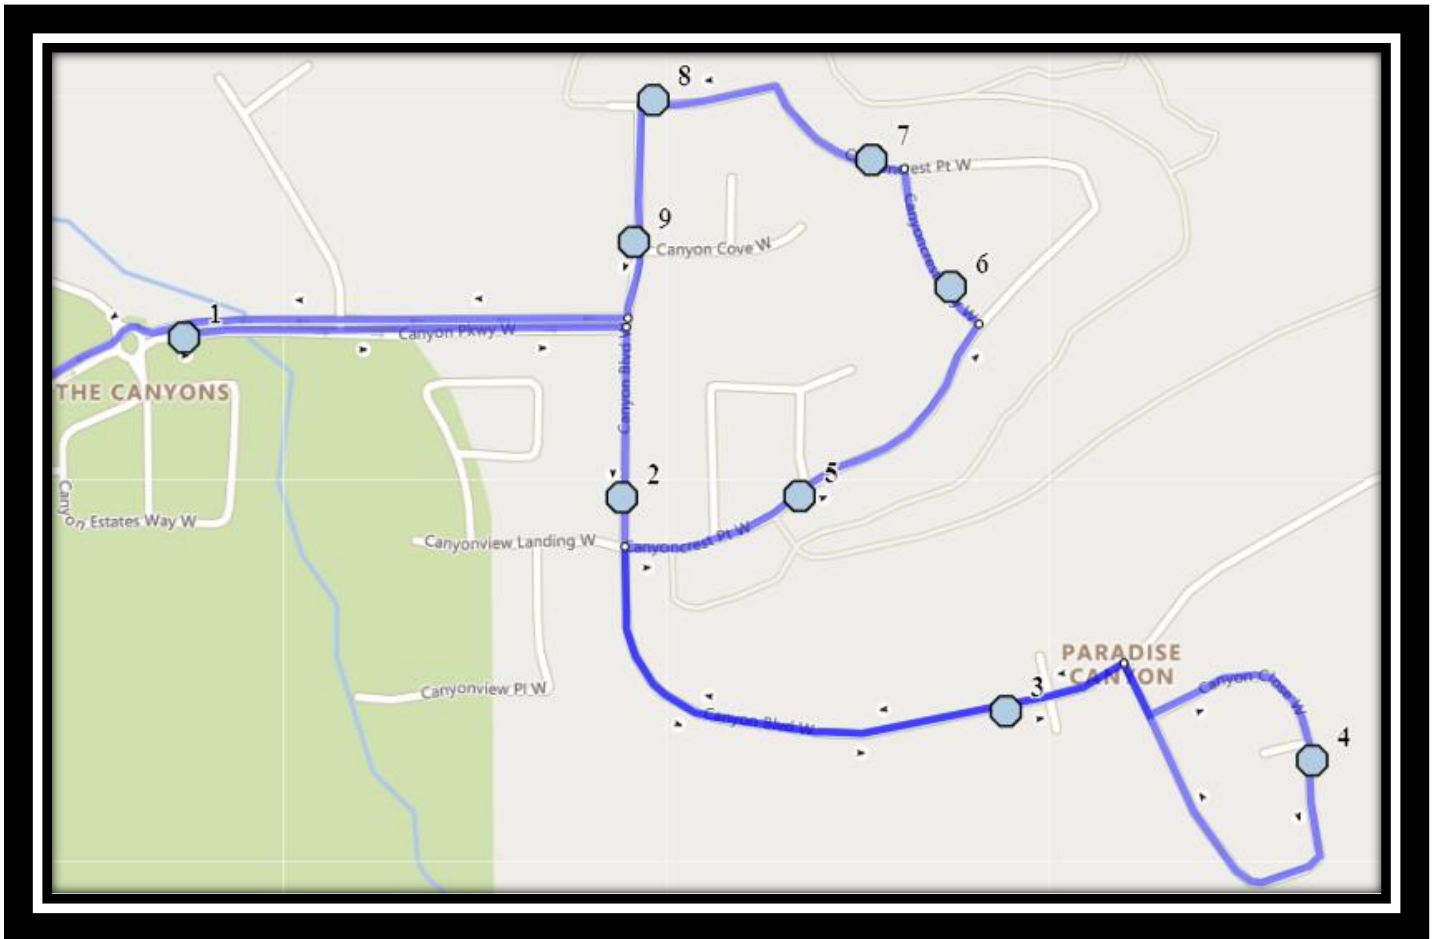 8
7
Pt W
Canyoncrest
9
Canyon Cove W
6
W
1
Canyon Pkwy W
Canyon Blvd W
THE CANYONS
2
5
Canyon Estates Way W
Canyonview Landing W
Canyoncrest Pt W
PARADISE
CANYON
Canyon Close W
3
Canyonview Pl W
Canyon Blvd W
4